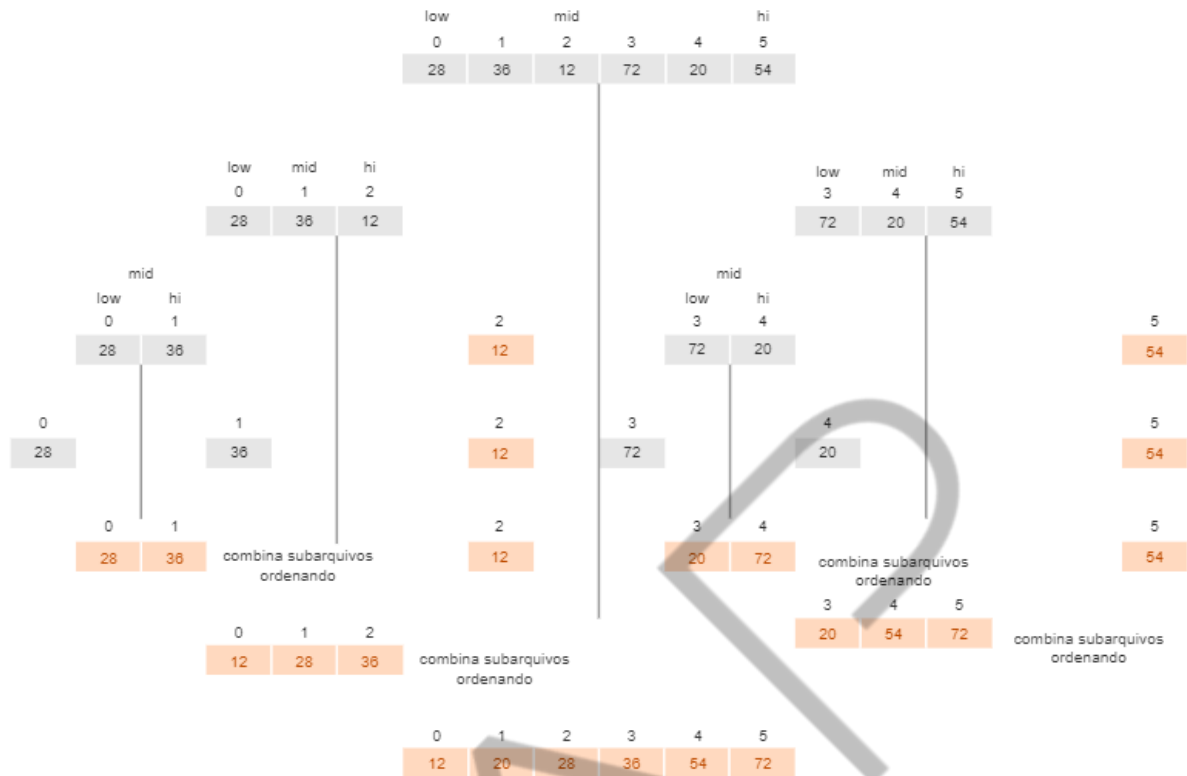 low mid hi
0 1 2 3 4 5
28 36 12 72 20 54
low mid hi
0 1 2
28 36 12
low mid hi
3 4 5
72 20 54
mid
low hi
0 1
28 36
2
12
mid
low hi
3 4
72 20
5
54
0
28
1
36
2
12
3
72
4
20
5
54
0 1
28 36
combina subarquivos
ordenando
2
12
3 4
20 72
combina subarquivos
ordenando
5
54
0 1 2
12 28 36
combina subarquivos
ordenando
3 4 5
20 54 72
combina subarquivos
ordenando
0 1 2 3 4 5
12 20 28 36 54 72